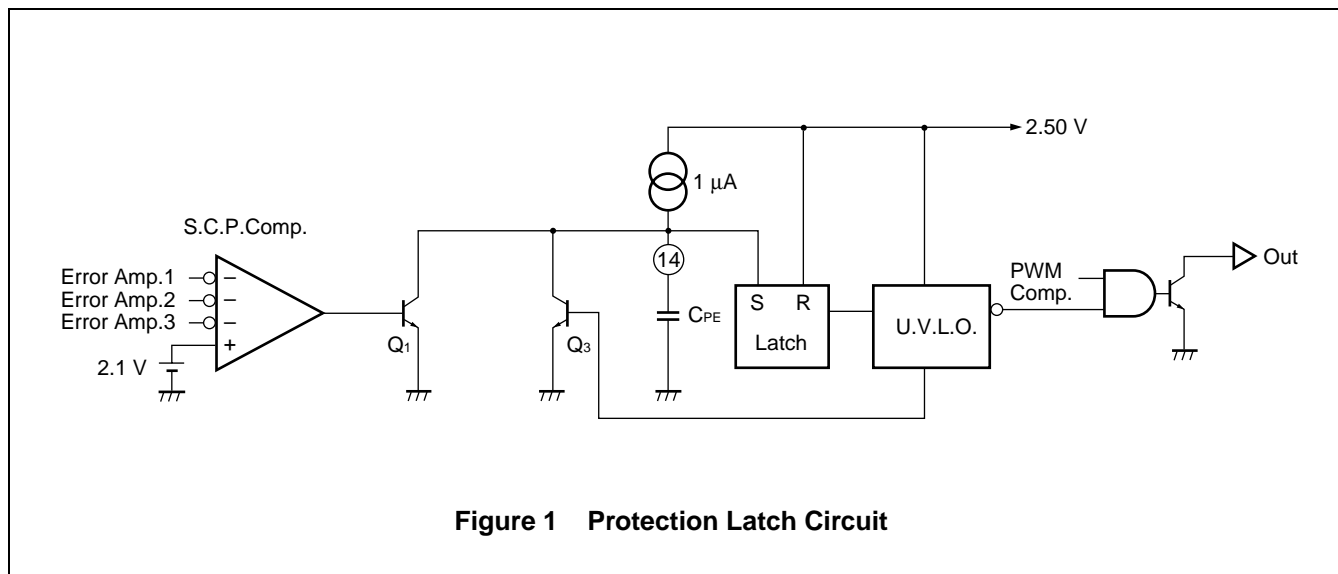 2.50 V
1 μA
S.C.P.Comp.
14
Error Amp.1
Error Amp.2
Error Amp.3
−
−
−
+
PWM
Comp.
Out
S R
Latch
U.V.L.O.
CPE
Q1
Q3
2.1 V
Figure 1 Protection Latch Circuit